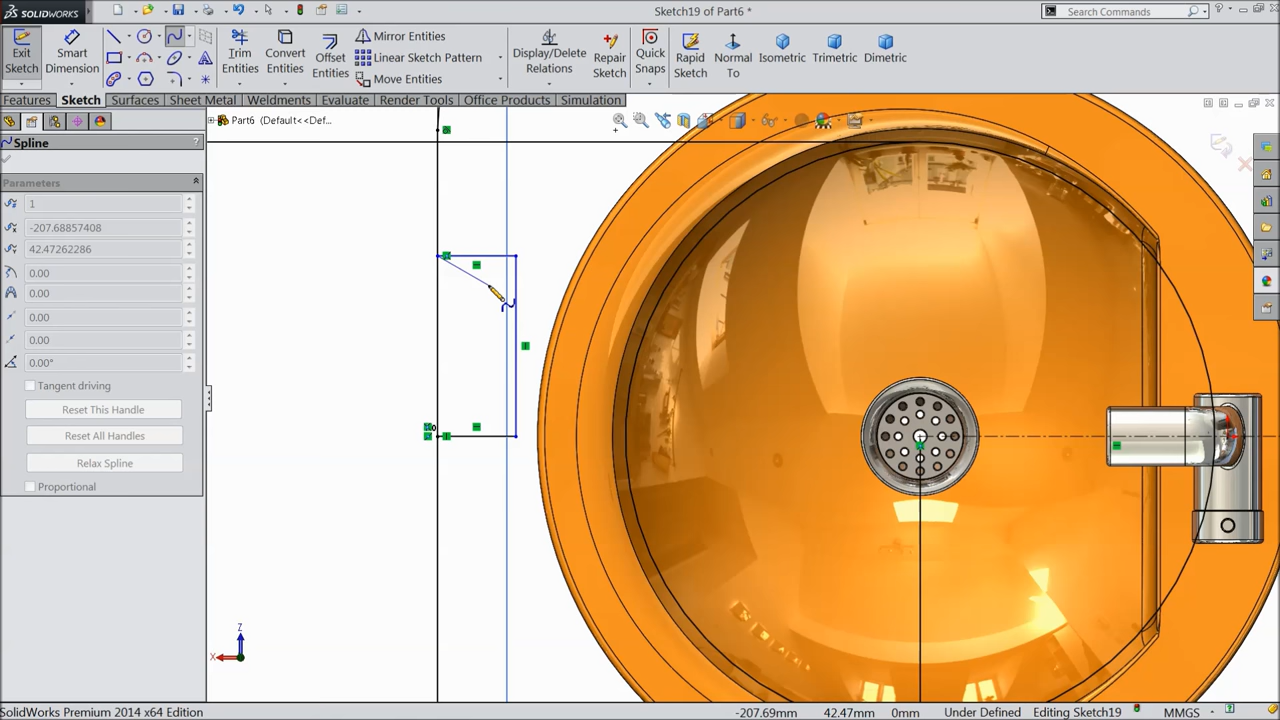 SOLIDWORKS
Sketch19 of Part6 *
Search Commands
Exit Sketch
Smart Dimension
Trim Entities
Convert Entities
Offset Entities
Mirror Entities
Linear Sketch Pattern
Move Entities
Display/Delete Relations
Repair Sketch
Quick Snaps
Rapid Sketch
Normal To
Isometric
Trimetric
Dimetric
Features
Sketch
Surfaces
Sheet Metal
Weldments
Evaluate
Render Tools
Office Products
Simulation
Part6 (Default<<Def...
Spline
?
Parameters
1
-207.68857408
42.47262286
0.00
0.00
0.00
0.00
0.00°
Tangent driving
Reset This Handle
Reset All Handles
Relax Spline
Proportional
Z
X
SolidWorks Premium 2014 x64 Edition
-207.69mm
42.47mm
0mm
Under Defined
Editing Sketch19
MMGS